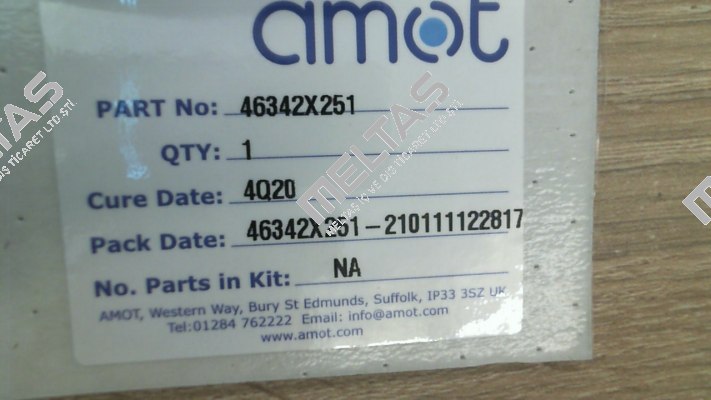 amot
PART No: 46342X251
QTY: 1
Cure Date: 4Q20
Pack Date: 46342X251-210111122817
No. Parts in Kit: NA
AMOT, Western Way, Bury St Edmunds, Suffolk, IP33 3SZ UK
Tel:01284 762222 Email: info@amot.com
www.amot.com
MELTAS